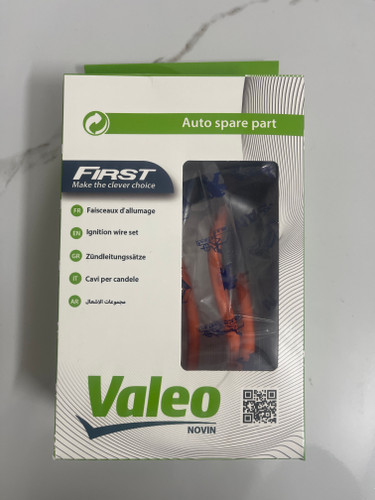 Auto spare part
FIRST
Make the clever choice
FR Faisceaux d'allumage
EN Ignition wire set
GR Zündleitungssätze
IT Cavi per candele
AR مجموعات الاشعال
Valeo
NOVIN